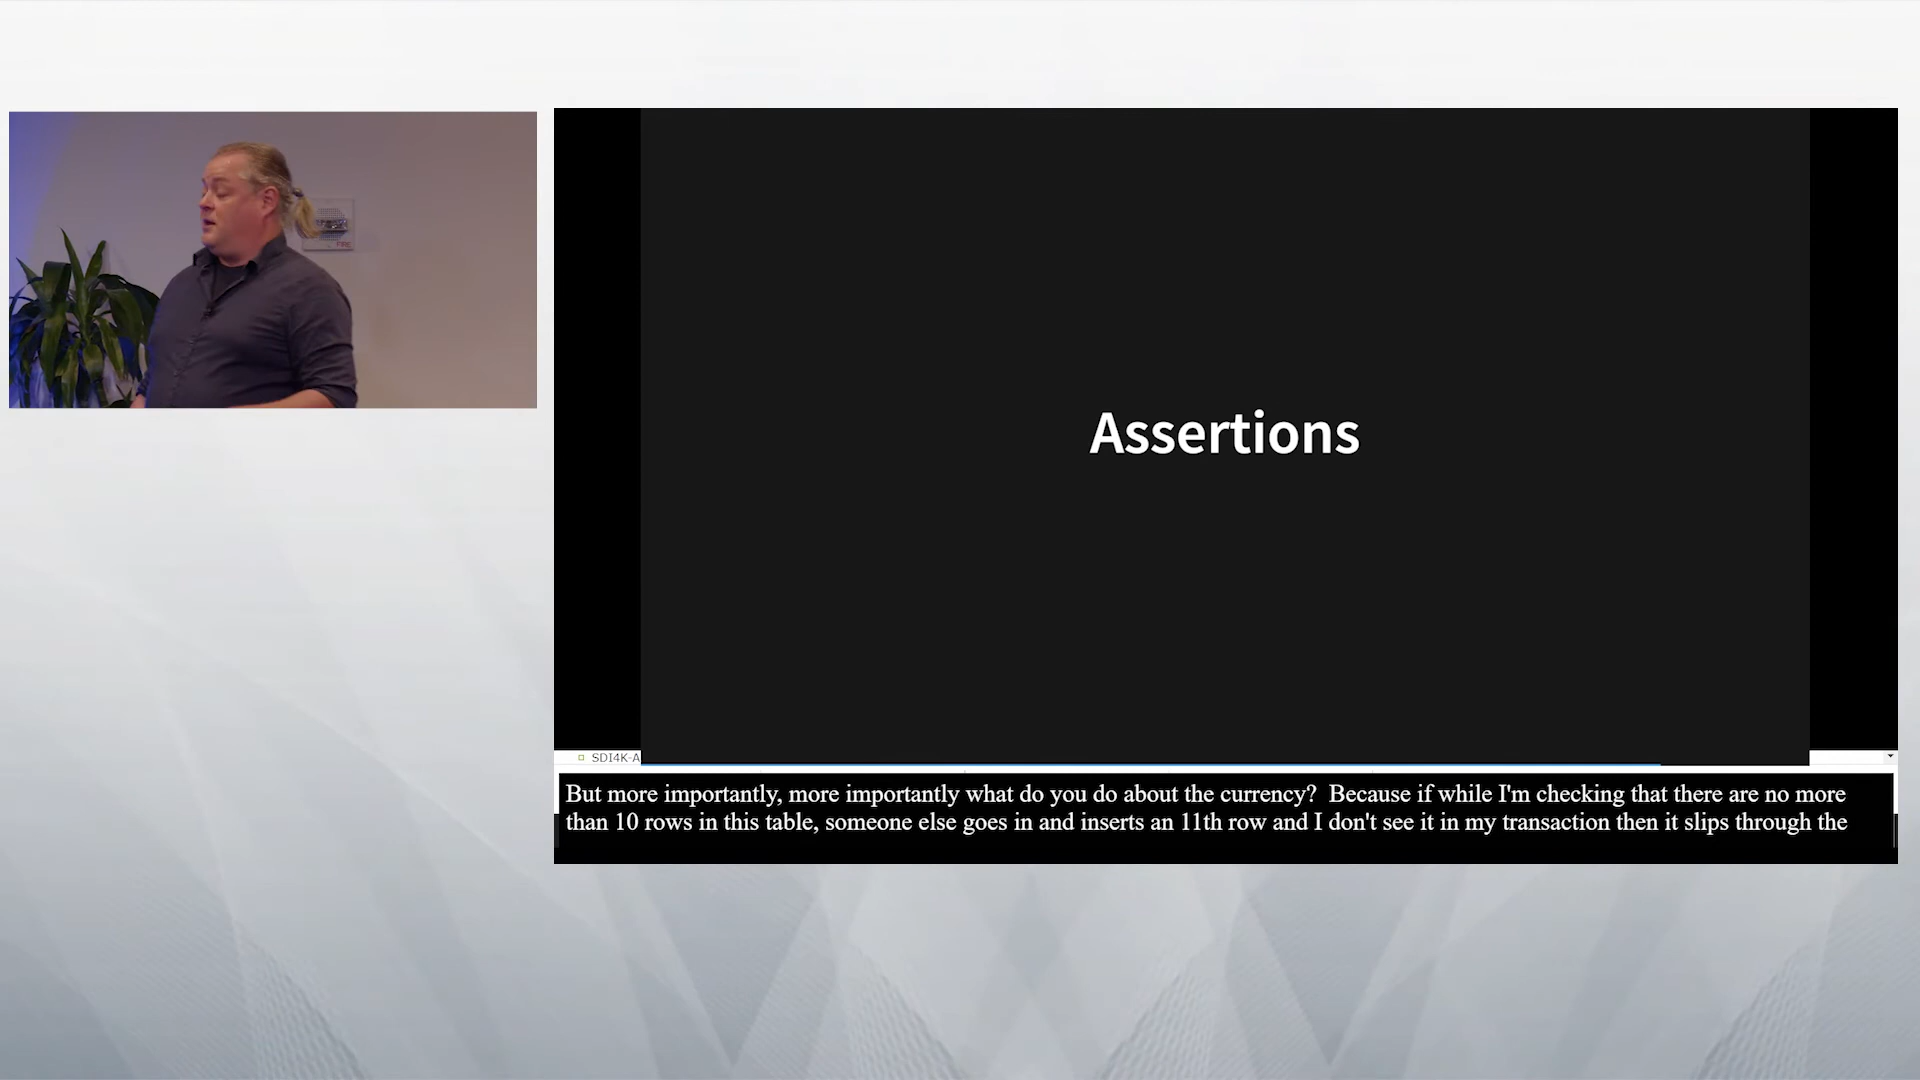 FIRE
Assertions
SDI4K-A
But more importantly, more importantly what do you do about the currency?  Because if while I'm checking that there are no more
than 10 rows in this table, someone else goes in and inserts an 11th row and I don't see it in my transaction then it slips through the